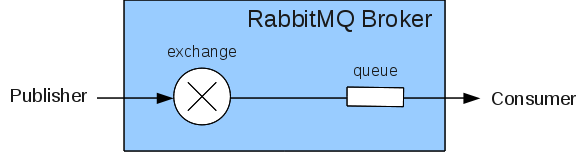 RabbitMQ Broker
exchange
queue
Publisher
Consumer